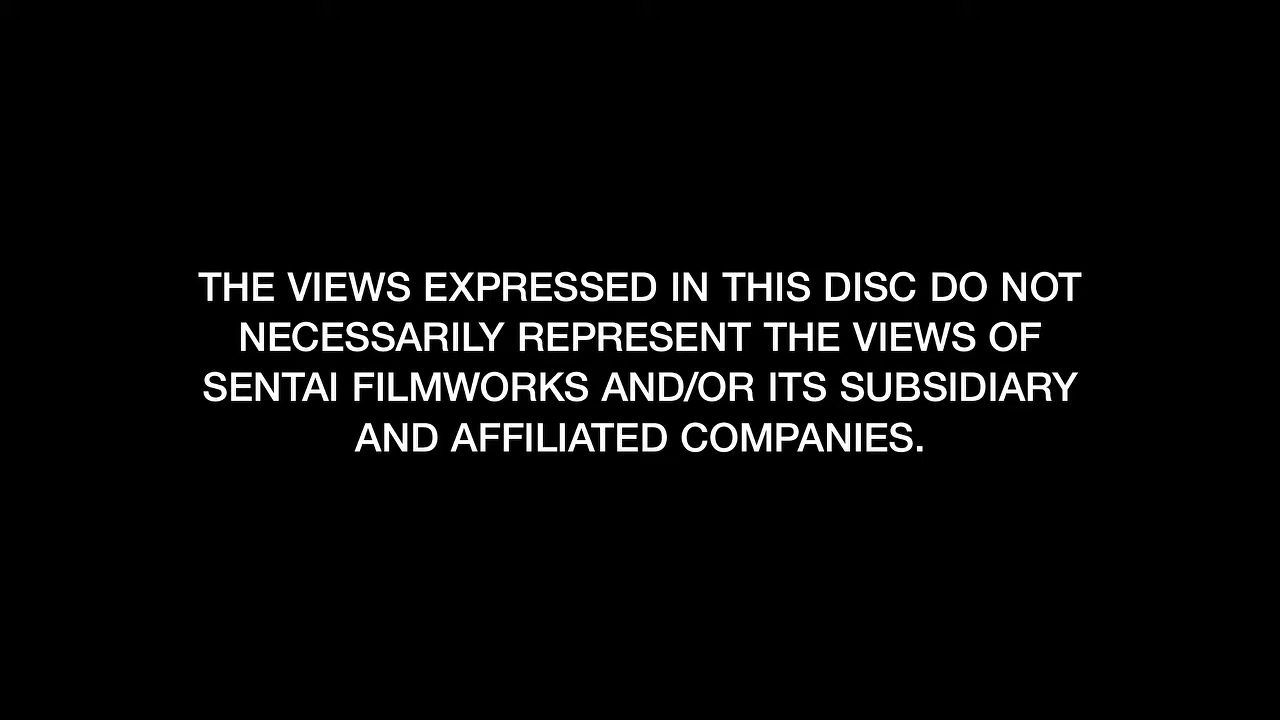 THE VIEWS EXPRESSED IN THIS DISC DO NOT
NECESSARILY REPRESENT THE VIEWS OF
SENTAI FILMWORKS AND/OR ITS SUBSIDIARY
AND AFFILIATED COMPANIES.